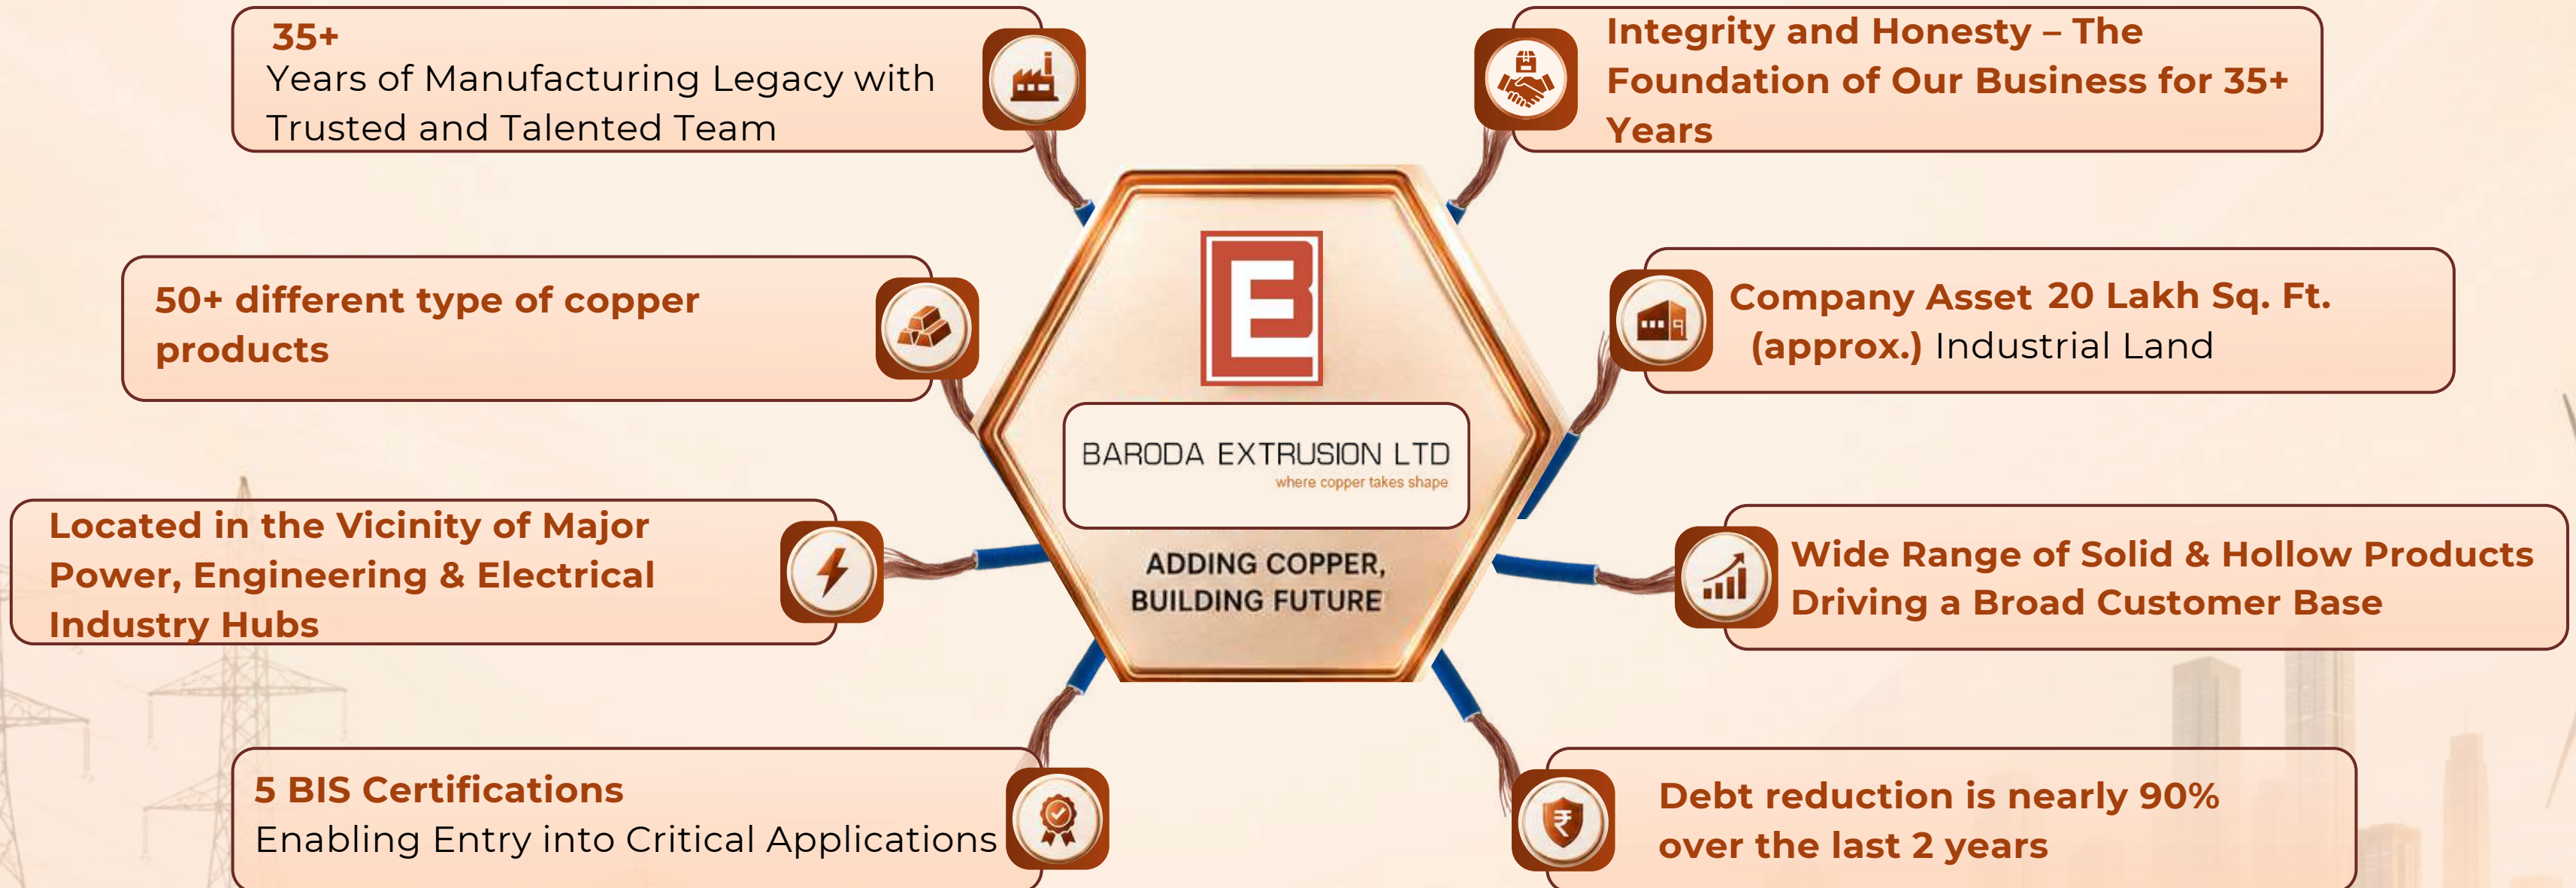 35+
Years of Manufacturing Legacy with
Trusted and Talented Team
50+ different type of copper
products
Located in the Vicinity of Major
Power, Engineering & Electrical
Industry Hubs
5 BIS Certifications
Enabling Entry into Critical Applications
BARODA EXTRUSION LTD
where copper takes shape
ADDING COPPER,
BUILDING FUTURE
Integrity and Honesty – The
Foundation of Our Business for 35+
Years
Company Asset 20 Lakh Sq. Ft.
(approx.) Industrial Land
Wide Range of Solid & Hollow Products
Driving a Broad Customer Base
Debt reduction is nearly 90%
over the last 2 years